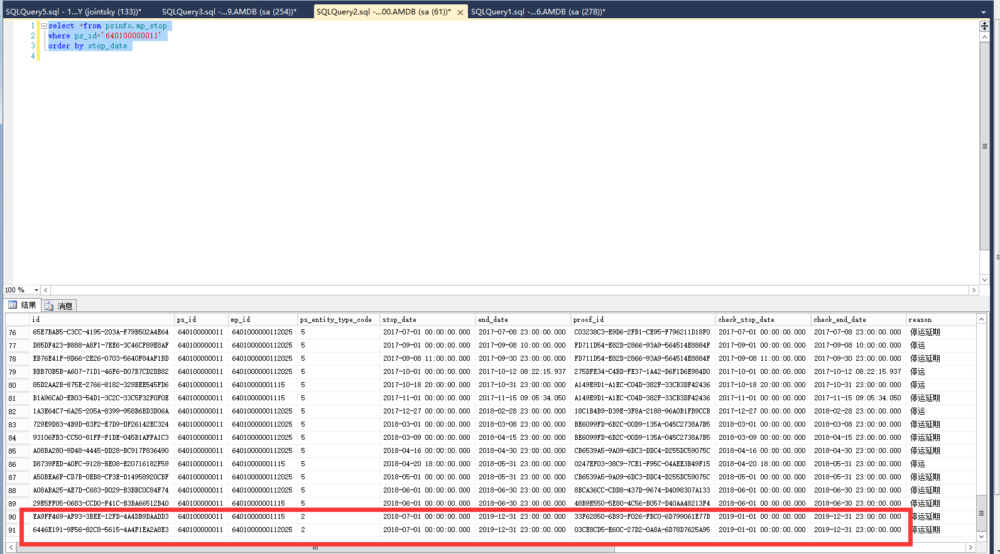 SQLQuery5.sql - 1...Y (jointsky (133))* SQLQuery3.sql -...9.AMDB (sa (254))* SQLQuery2.sql -...00.AMDB (sa (61))* SQLQuery1.sql -...6.AMDB (sa (278))*
1 select *from psinfo.mp_stop
2 where ps_id='640100000011'
3 order by stop_date
4
100 %
结果 消息
id ps_id mp_id ps_entity_type_code stop_date end_date proof_id check_stop_date check_end_date reason
76 65E7BAB5-C3CC-4195-203A-F79B502A4E64 640100000011 6401000000112025 5 2017-07-01 00:00:00.000 2017-07-08 23:00:00.000 C03238C3-E9D6-2FB1-CE95-F796211D18F0 2017-07-01 00:00:00.000 2017-07-08 23:00:00.000 停运延期
77 D85DF423-B888-A8F1-7EE6-3C46CF89E8AF 640100000011 6401000000112025 5 2017-09-01 00:00:00.000 2017-09-08 10:00:00.000 FD711D54-E82D-2866-93A9-564514E8884F 2017-09-01 00:00:00.000 2017-09-08 10:00:00.000 停运
78 EB76E41F-9D66-2E26-0703-5640F84AF1BD 640100000011 6401000000112025 5 2017-09-08 11:00:00.000 2017-09-30 23:00:00.000 FD711D54-E82D-2866-93A9-564514E8884F 2017-09-08 11:00:00.000 2017-09-30 23:00:00.000 停运延期
79 BBB70B5B-A607-71D1-46F6-D07B7CD2DB82 640100000011 6401000000112025 5 2017-10-01 00:00:00.000 2017-10-12 08:22:15.937 275DFE34-C4BD-FE37-1A42-D6F1D6E984D0 2017-10-01 00:00:00.000 2017-10-12 08:22:15.937 停运
80 85D2AA2B-875E-2766-8182-329BEE545FD6 640100000011 64010000001115 5 2017-10-18 20:00:00.000 2017-10-31 23:00:00.000 A149E9D1-A1EC-C04D-382F-33CB3DF42436 2017-10-18 20:00:00.000 2017-10-31 23:00:00.000 停运
81 B1A96CA0-EB03-54D1-3C2C-33C5F32F0F0E 640100000011 64010000001115 5 2017-11-01 00:00:00.000 2017-11-15 09:05:34.050 A149E9D1-A1EC-C04D-382F-33CB3DF42436 2017-11-01 00:00:00.000 2017-11-15 09:05:34.050 停运延期
82 1A3E64C7-6A25-205A-8399-958B6BD3D06A 640100000011 6401000000112025 5 2017-12-27 00:00:00.000 2018-02-28 23:00:00.000 18C1B4B9-D39E-3F8A-2188-96A0B1FB9CCB 2017-12-27 00:00:00.000 2018-02-28 23:00:00.000 停运
83 729E9D83-4B9D-83F2-E7D9-DF26142EC324 640100000011 6401000000112025 5 2018-03-01 00:00:00.000 2018-03-08 23:00:00.000 BE6099FD-6B2C-00D9-135A-045C2738A7B5 2018-03-01 00:00:00.000 2018-03-08 23:00:00.000 停运延期
84 93106FB3-CC50-81FF-F1DE-045B1AFFA1C3 640100000011 6401000000112025 5 2018-03-09 00:00:00.000 2018-04-15 23:00:00.000 BE6099FD-6B2C-00D9-135A-045C2738A7B5 2018-03-09 00:00:00.000 2018-04-15 23:00:00.000 停运延期
85 A08BA280-9D48-4445-DD28-BC917F836490 640100000011 6401000000112025 5 2018-04-16 00:00:00.000 2018-04-30 23:00:00.000 CB6539A5-9A09-6DC3-DDC4-D255DC59075C 2018-04-16 00:00:00.000 2018-04-30 23:00:00.000 停运延期
86 D8739FED-A0FC-9128-BE08-E20716182F59 640100000011 64010000001115 5 2018-04-20 18:00:00.000 2018-05-31 23:00:00.000 0247EF03-38C9-7CE1-F95C-04AEE3B49F15 2018-04-20 18:00:00.000 2018-05-31 23:00:00.000 停运
87 A50BEA6F-CD7B-0EB8-CF3E-D14958920CBF 640100000011 6401000000112025 5 2018-05-01 00:00:00.000 2018-05-31 23:00:00.000 CB6539A5-9A09-6DC3-DDC4-D255DC59075C 2018-05-01 00:00:00.000 2018-05-31 23:00:00.000 停运延期
88 A08ABA25-AE7D-C683-D029-B3BBC0C84F74 640100000011 6401000000112025 5 2018-06-01 00:00:00.000 2018-06-30 23:00:00.000 8BCA36CC-CDD8-437D-9674-D4098307A133 2018-06-01 00:00:00.000 2018-06-30 23:00:00.000 停运延期
89 29E5FF05-0683-CCD0-F41C-B3BA66512B40 640100000011 64010000001115 5 2018-06-01 00:00:00.000 2018-06-30 23:00:00.000 48B9E550-5E80-4C56-B057-D40AA48213F4 2018-06-01 00:00:00.000 2018-06-30 23:00:00.000 停运延期
90 EA9FF469-AF93-3BEE-12FD-4A4DB9DAADD3 640100000011 64010000001115 2 2018-07-01 00:00:00.000 2019-12-31 23:00:00.000 33F62850-6B93-F026-FBC0-6D799061E77B 2019-01-01 00:00:00.000 2019-12-31 23:00:00.000 停运延期
91 6446E191-9F56-82C8-5615-4A4F1EA2A8E3 640100000011 6401000000112025 2 2018-07-01 00:00:00.000 2019-12-31 23:00:00.000 03CE8CD5-E60C-27D2-0A8A-6D78D7625A95 2019-01-01 00:00:00.000 2019-12-31 23:00:00.000 停运延期